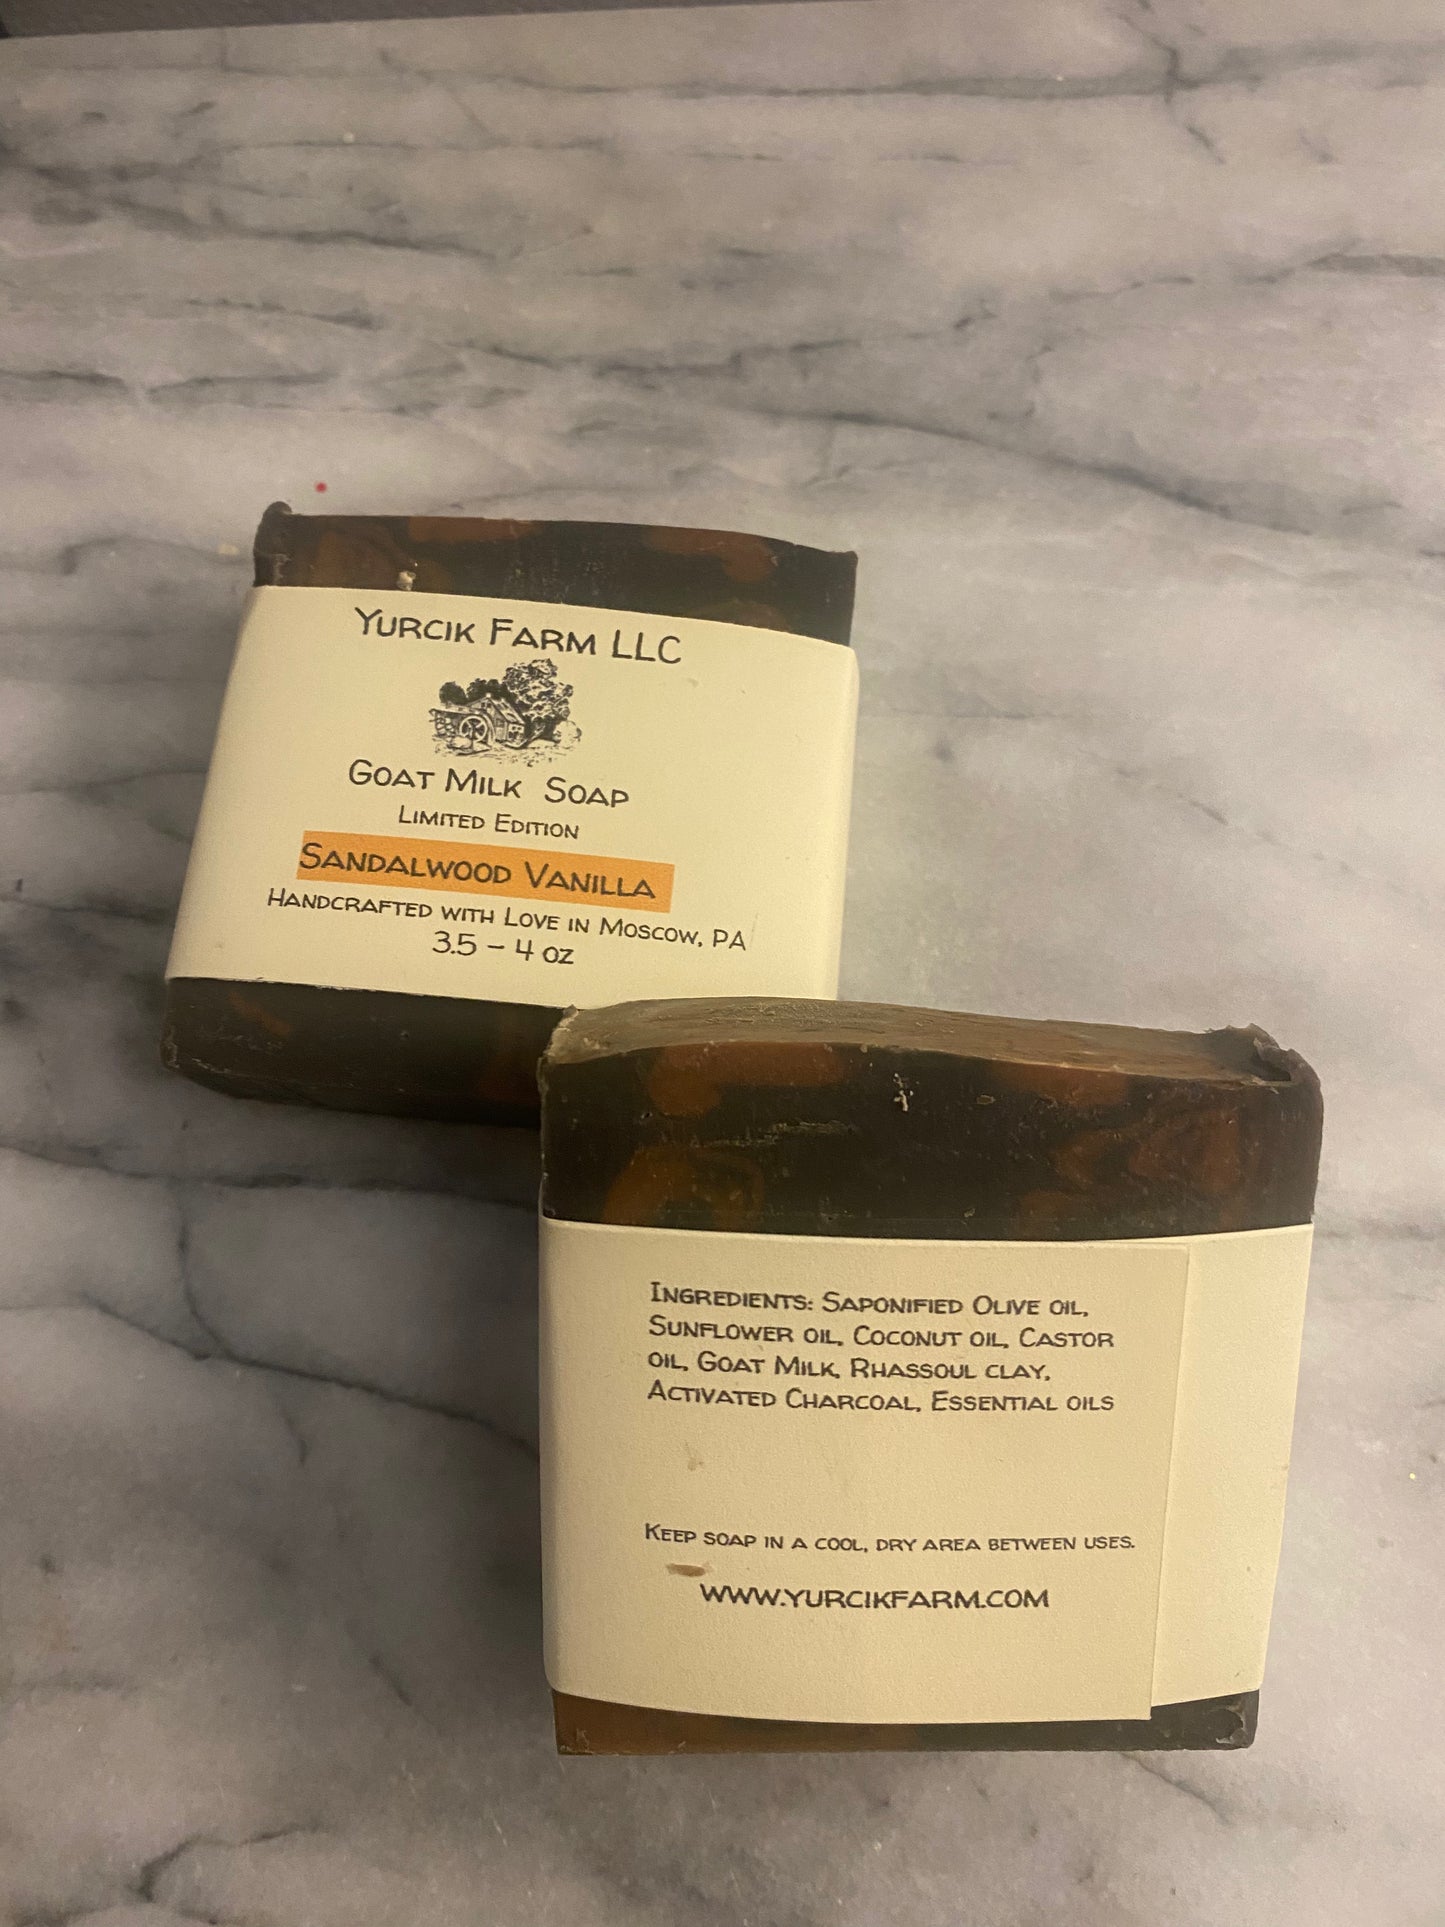 Yurcik Farm LLC
Goat Milk Soap
Limited Edition
Sandalwood Vanilla
Handcrafted with Love in Moscow, PA
3.5 – 4 oz
Ingredients: Saponified Olive oil,
Sunflower oil, Coconut oil, Castor
oil, Goat Milk, Rhassoul clay,
Activated Charcoal, Essential oils
Keep soap in a cool, dry area between uses.
www.yurcikfarm.com